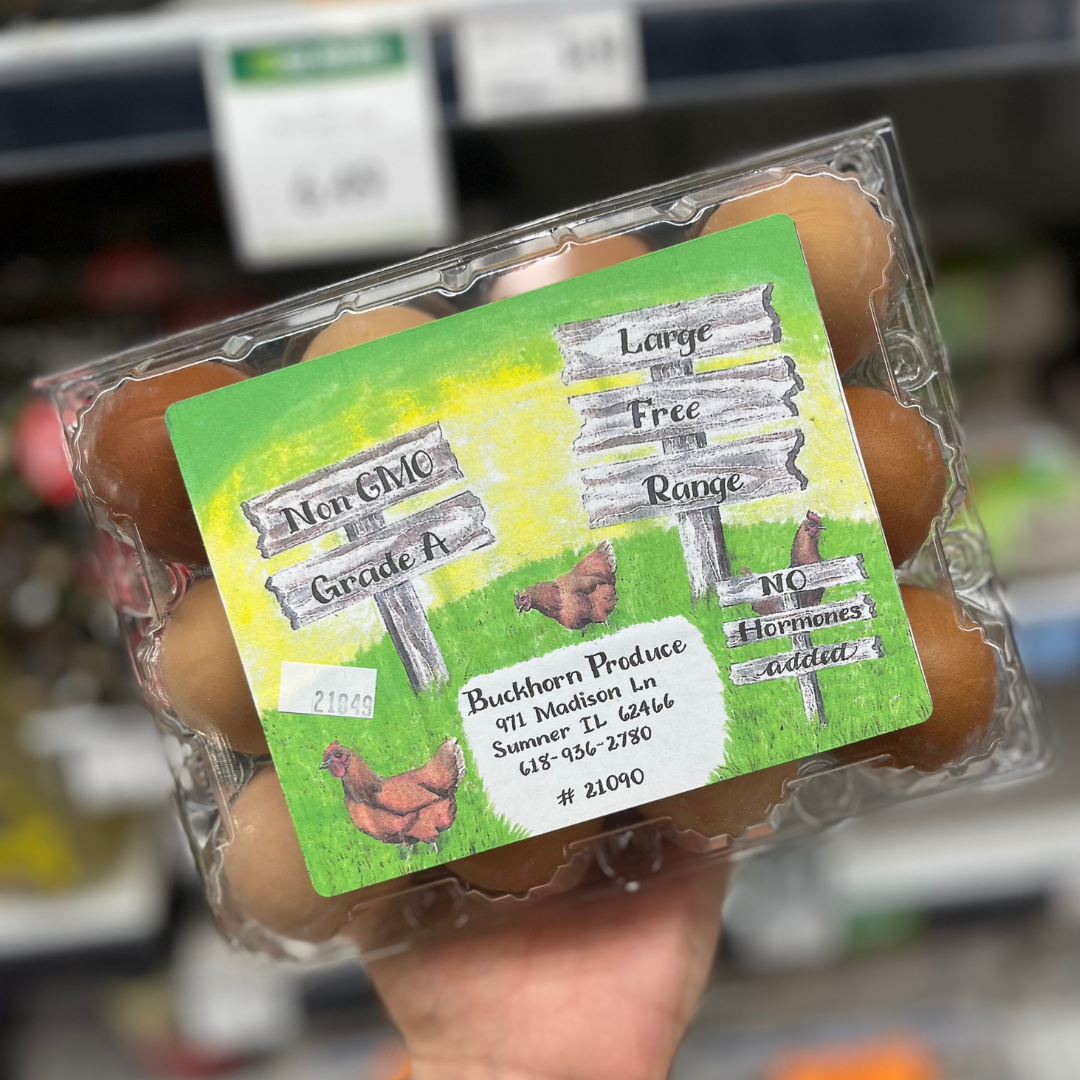 Large
Free
Range
Non GMO
Grade A
NO
Hormones
added
21049
Buckhorn Produce
971 Madison Ln
Sumner IL 62466
618-936-2780
# 21090